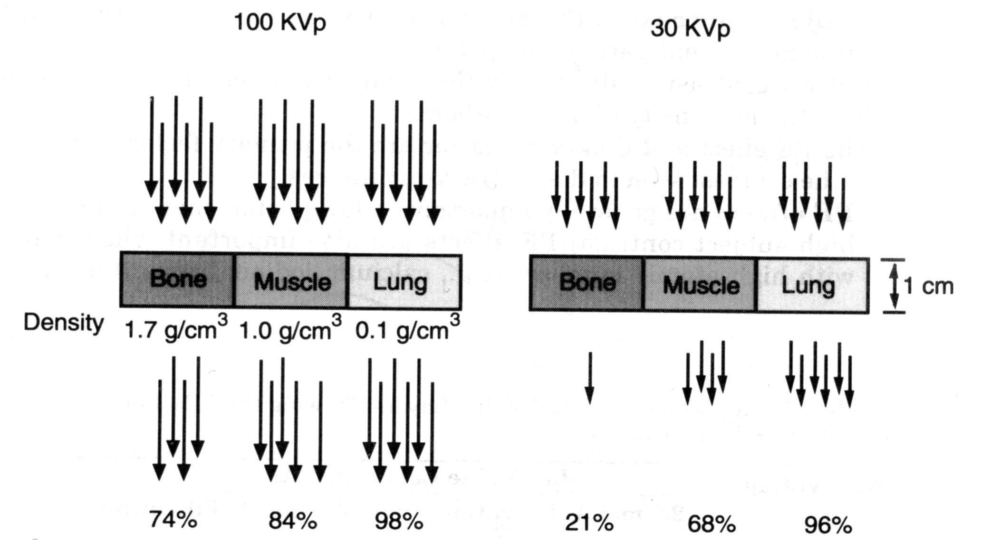 100 KVp
30 KVp
Bone Muscle Lung
Bone Muscle Lung
1 cm
Density 1.7 g/cm³ 1.0 g/cm³ 0.1 g/cm³
74% 84% 98%
21% 68% 96%